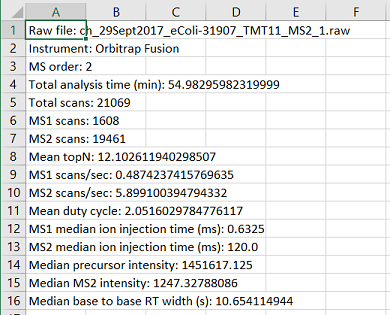 A B C D E F
1 Raw file: ch_29Sept2017_eColi-31907_TMT11_MS2_1.raw
2 Instrument: Orbitrap Fusion
3 MS order: 2
4 Total analysis time (min): 54.98295982319999
5 Total scans: 21069
6 MS1 scans: 1608
7 MS2 scans: 19461
8 Mean topN: 12.102611940298507
9 MS1 scans/sec: 0.4874237415769635
10 MS2 scans/sec: 5.899100394794332
11 Mean duty cycle: 2.0516029784776117
12 MS1 median ion injection time (ms): 0.6325
13 MS2 median ion injection time (ms): 120.0
14 Median precursor intensity: 1451617.125
15 Median MS2 intensity: 1247.32788086
16 Median base to base RT width (s): 10.654114944